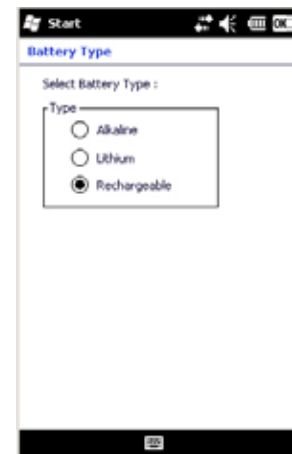 Start
OK
Battery Type
Select Battery Type :
Type
Alkaline
Lithium
Rechargeable